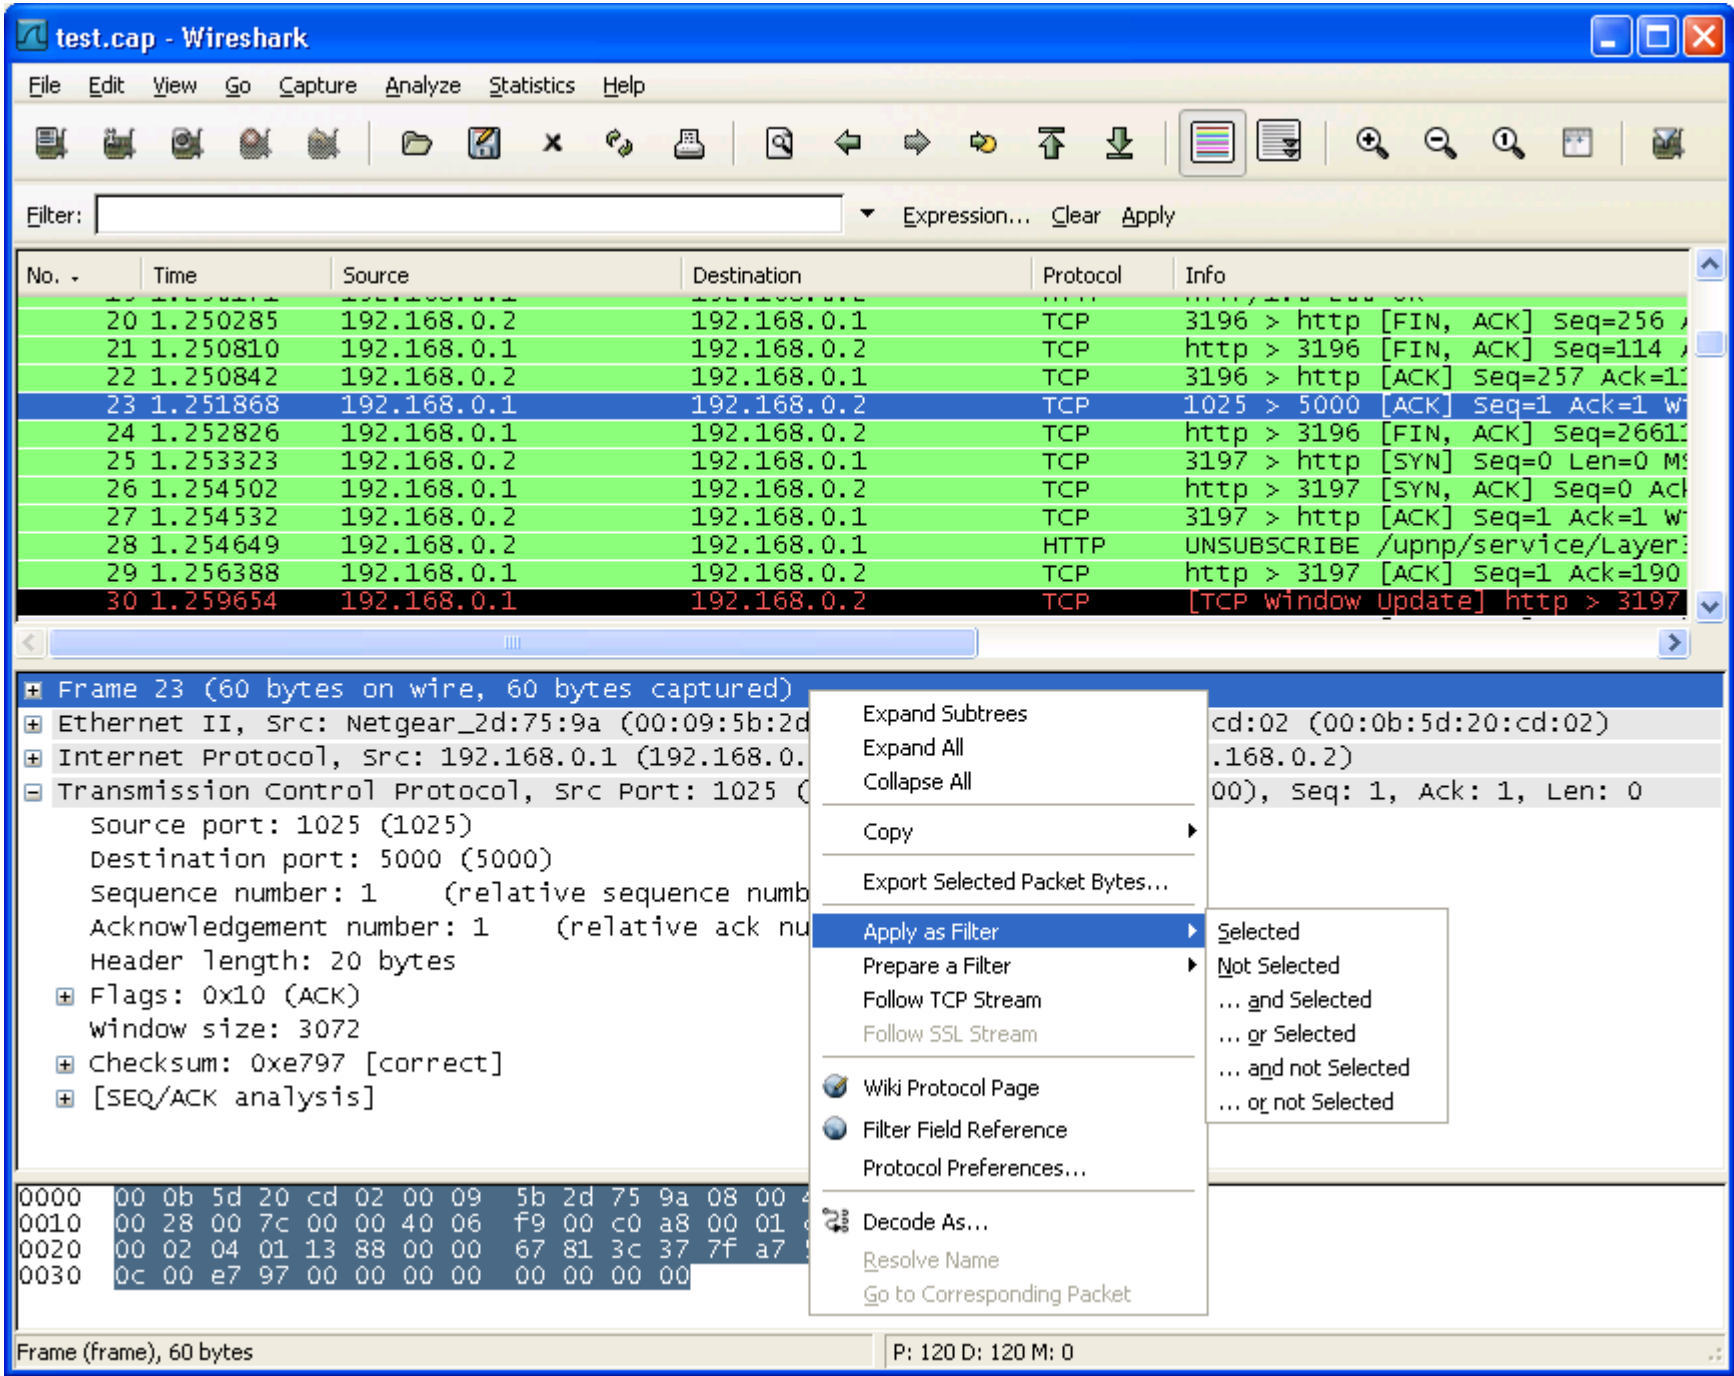 test.cap - Wireshark
File Edit View Go Capture Analyze Statistics Help
Filter: Expression... Clear Apply
No. Time Source Destination Protocol Info
20 1.250285 192.168.0.2 192.168.0.1 TCP 3196 > http [FIN, ACK] Seq=256
21 1.250810 192.168.0.1 192.168.0.2 TCP http > 3196 [FIN, ACK] Seq=114
22 1.250842 192.168.0.2 192.168.0.1 TCP 3196 > http [ACK] Seq=257 Ack=11
23 1.251868 192.168.0.1 192.168.0.2 TCP 1025 > 5000 [ACK] Seq=1 Ack=1 W
24 1.252826 192.168.0.1 192.168.0.2 TCP http > 3196 [FIN, ACK] Seq=2661
25 1.253323 192.168.0.2 192.168.0.1 TCP 3197 > http [SYN] Seq=0 Len=0 M
26 1.254502 192.168.0.1 192.168.0.2 TCP http > 3197 [SYN, ACK] Seq=0 Ack
27 1.254532 192.168.0.2 192.168.0.1 TCP 3197 > http [ACK] Seq=1 Ack=1 W
28 1.254649 192.168.0.2 192.168.0.1 HTTP UNSUBSCRIBE /upnp/service/Layer3
29 1.256388 192.168.0.1 192.168.0.2 TCP http > 3197 [ACK] Seq=1 Ack=190
30 1.259654 192.168.0.1 192.168.0.2 TCP [TCP Window Update] http > 3197
Frame 23 (60 bytes on wire, 60 bytes captured)
Ethernet II, Src: Netgear_2d:75:9a (00:09:5b:2d cd:02 (00:0b:5d:20:cd:02)
Internet Protocol, Src: 192.168.0.1 (192.168.0. .168.0.2)
Transmission Control Protocol, Src Port: 1025 ( 00), Seq: 1, Ack: 1, Len: 0
Source port: 1025 (1025)
Destination port: 5000 (5000)
Sequence number: 1 (relative sequence numb
Acknowledgement number: 1 (relative ack nu
Header length: 20 bytes
Flags: 0x10 (ACK)
Window size: 3072
Checksum: 0xe797 [correct]
[SEQ/ACK analysis]
Expand Subtrees
Expand All
Collapse All
Copy
Export Selected Packet Bytes...
Apply as Filter
Prepare a Filter
Follow TCP Stream
Follow SSL Stream
Wiki Protocol Page
Filter Field Reference
Protocol Preferences...
Decode As...
Resolve Name
Go to Corresponding Packet
Selected
Not Selected
... and Selected
... or Selected
... and not Selected
... or not Selected
0000 00 0b 5d 20 cd 02 00 09 5b 2d 75 9a 08 00
0010 00 28 00 7c 00 00 40 06 f9 00 c0 a8 00 01
0020 00 02 04 01 13 88 00 00 67 81 3c 37 7f a7
0030 0c 00 e7 97 00 00 00 00 00 00 00 00
Frame (frame), 60 bytes P: 120 D: 120 M: 0